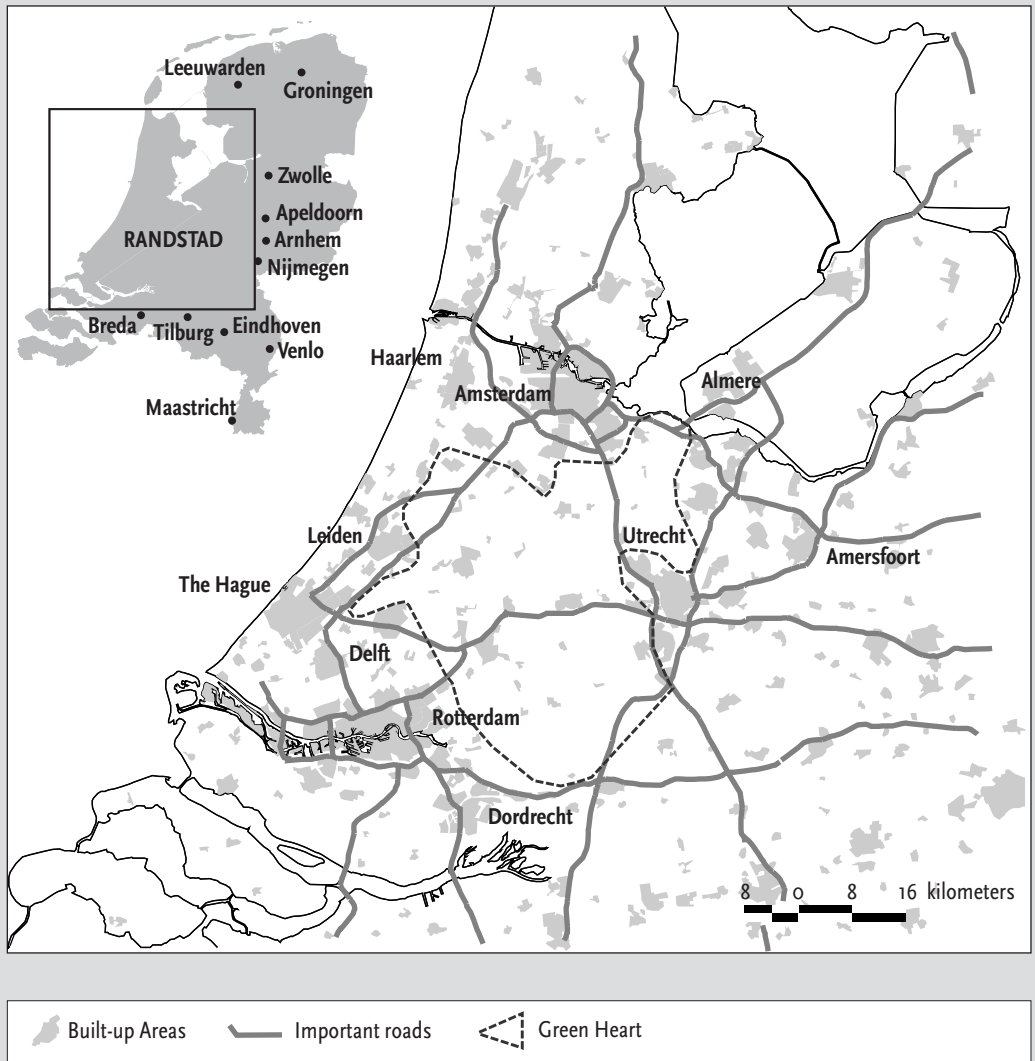 Leeuwarden
Groningen
Zwolle
Apeldoorn
RANDSTAD
Arnhem
Nijmegen
Breda
Tilburg
Eindhoven
Venlo
Maastricht
Haarlem
Amsterdam
Almere
Leiden
Utrecht
Amersfoort
The Hague
Delft
Rotterdam
Dordrecht
8 0 8 16 kilometers
Built-up Areas
Important roads
Green Heart